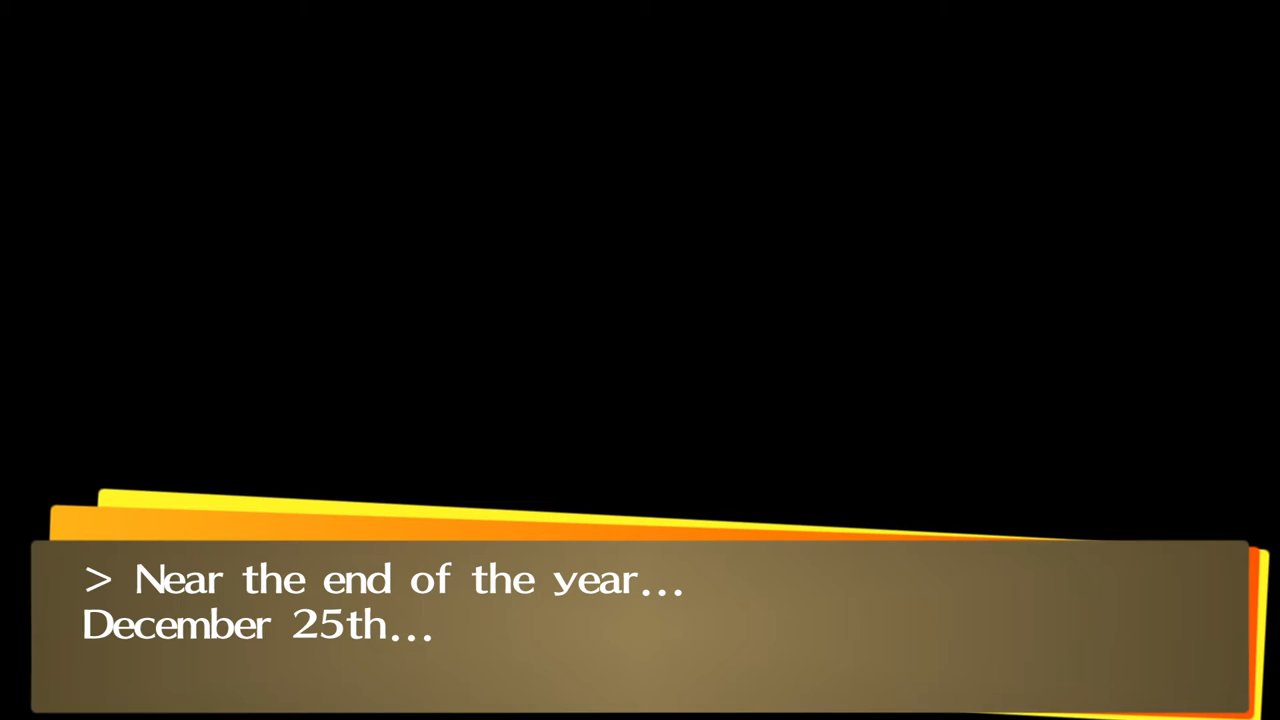 > Near the end of the year...
December 25th...